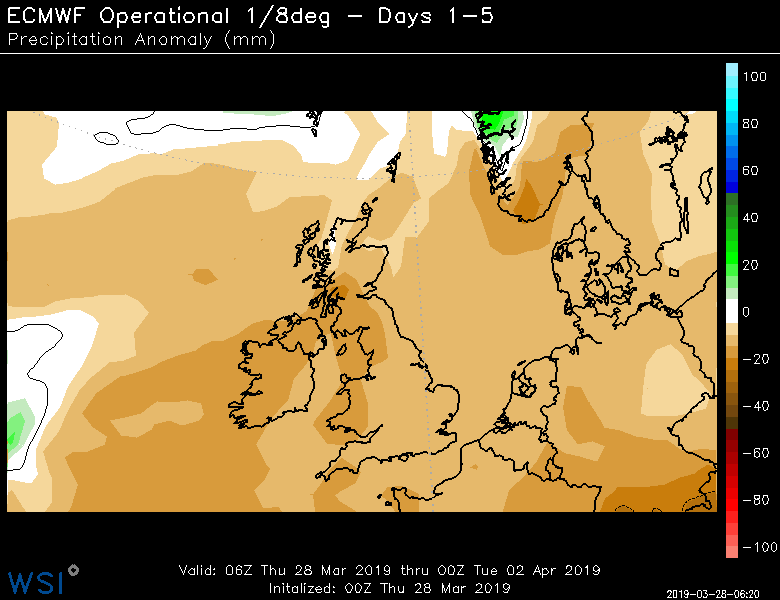 ECMWF Operational 1/8deg – Days 1–5
Precipitation Anomaly (mm)
100
80
60
40
20
0
−20
−40
−60
−80
−100
Valid: 06Z Thu 28 Mar 2019 thru 00Z Tue 02 Apr 2019
Initalized: 00Z Thu 28 Mar 2019
WSI
2019-03-28-06:20